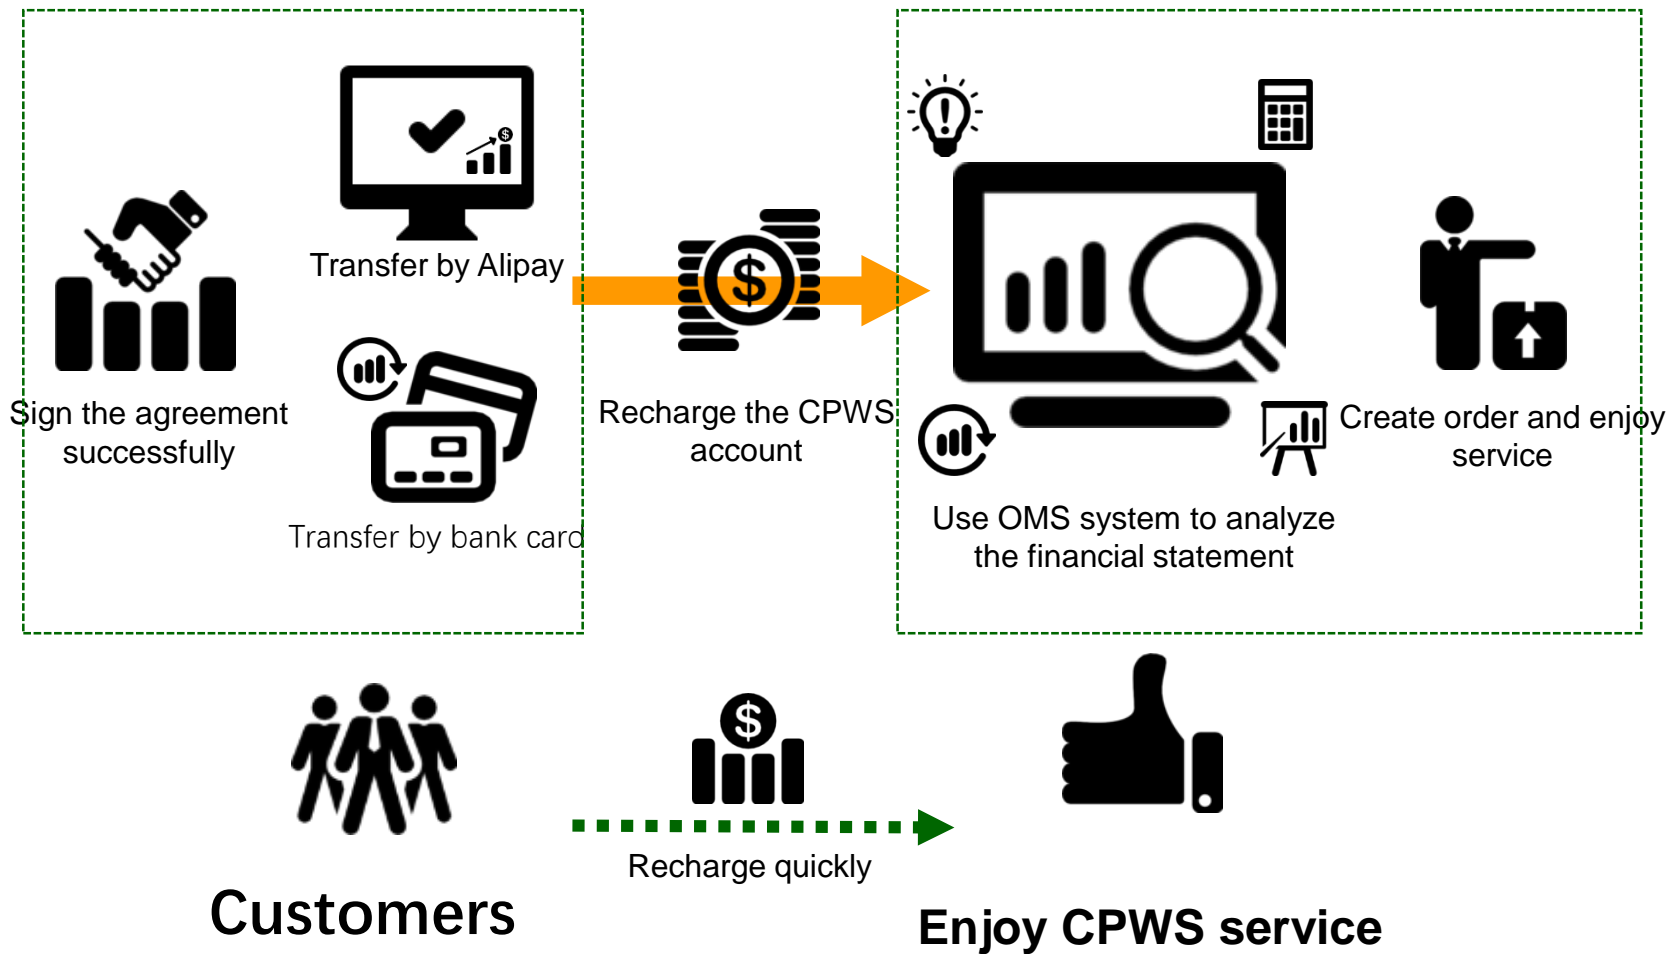 Transfer by Alipay
Sign the agreement
successfully
Transfer by bank card
Recharge the CPWS
account
Use OMS system to analyze
the financial statement
Create order and enjoy
service
Customers
Recharge quickly
Enjoy CPWS service